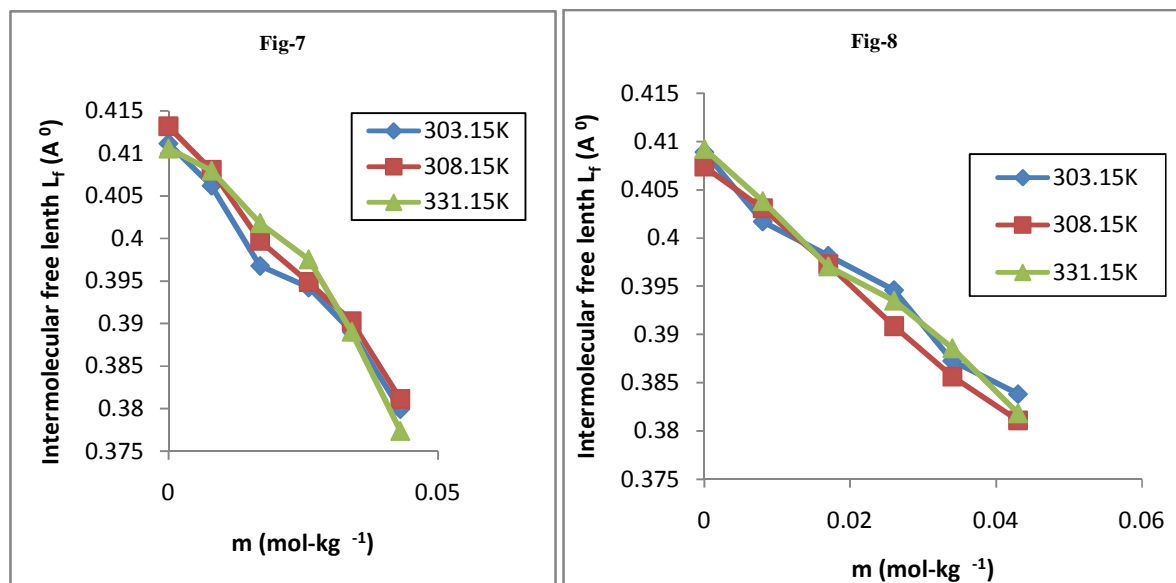 Fig-7
Intermolecular free lenth Lf (A 0)
0.415
0.41
0.405
0.4
0.395
0.39
0.385
0.38
0.375
0
0.05
m (mol-kg -1)
303.15K
308.15K
331.15K
Fig-8
Intermolecular free lenth Lf (A 0)
0.415
0.41
0.405
0.4
0.395
0.39
0.385
0.38
0.375
0
0.02
0.04
0.06
m (mol-kg -1)
303.15K
308.15K
331.15K